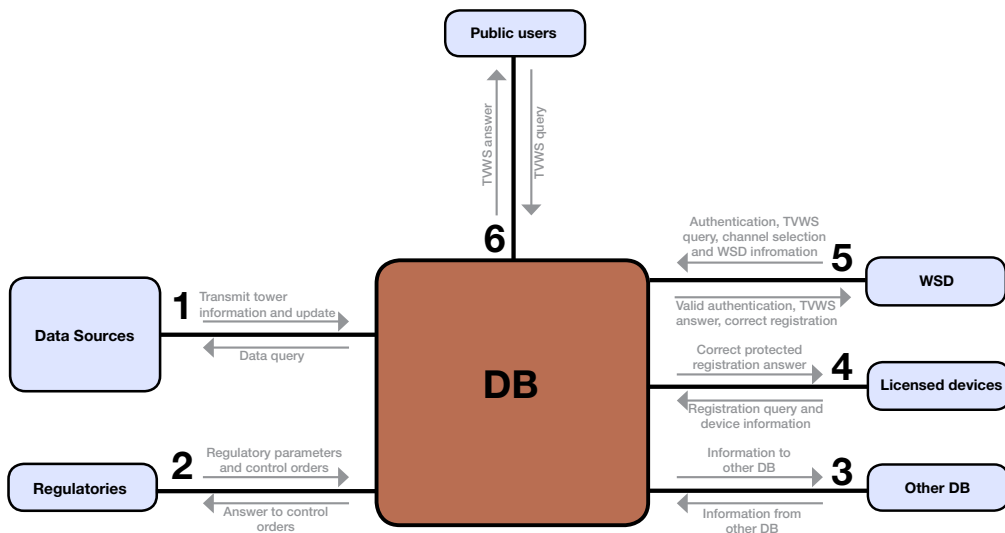 Public users
TVWS answer
TVWS query
6
Authentication, TVWS
query, channel selection
and WSD infromation
5
WSD
Valid authentication, TVWS
answer, correct registration
1
Transmit tower
information and update
Data Sources
Data query
DB
Correct protected
registration answer
4
Licensed devices
Registration query and
device information
2
Regulatory parameters
and control orders
Regulatories
Answer to control
orders
Information to
other DB
3
Other DB
Information from
other DB